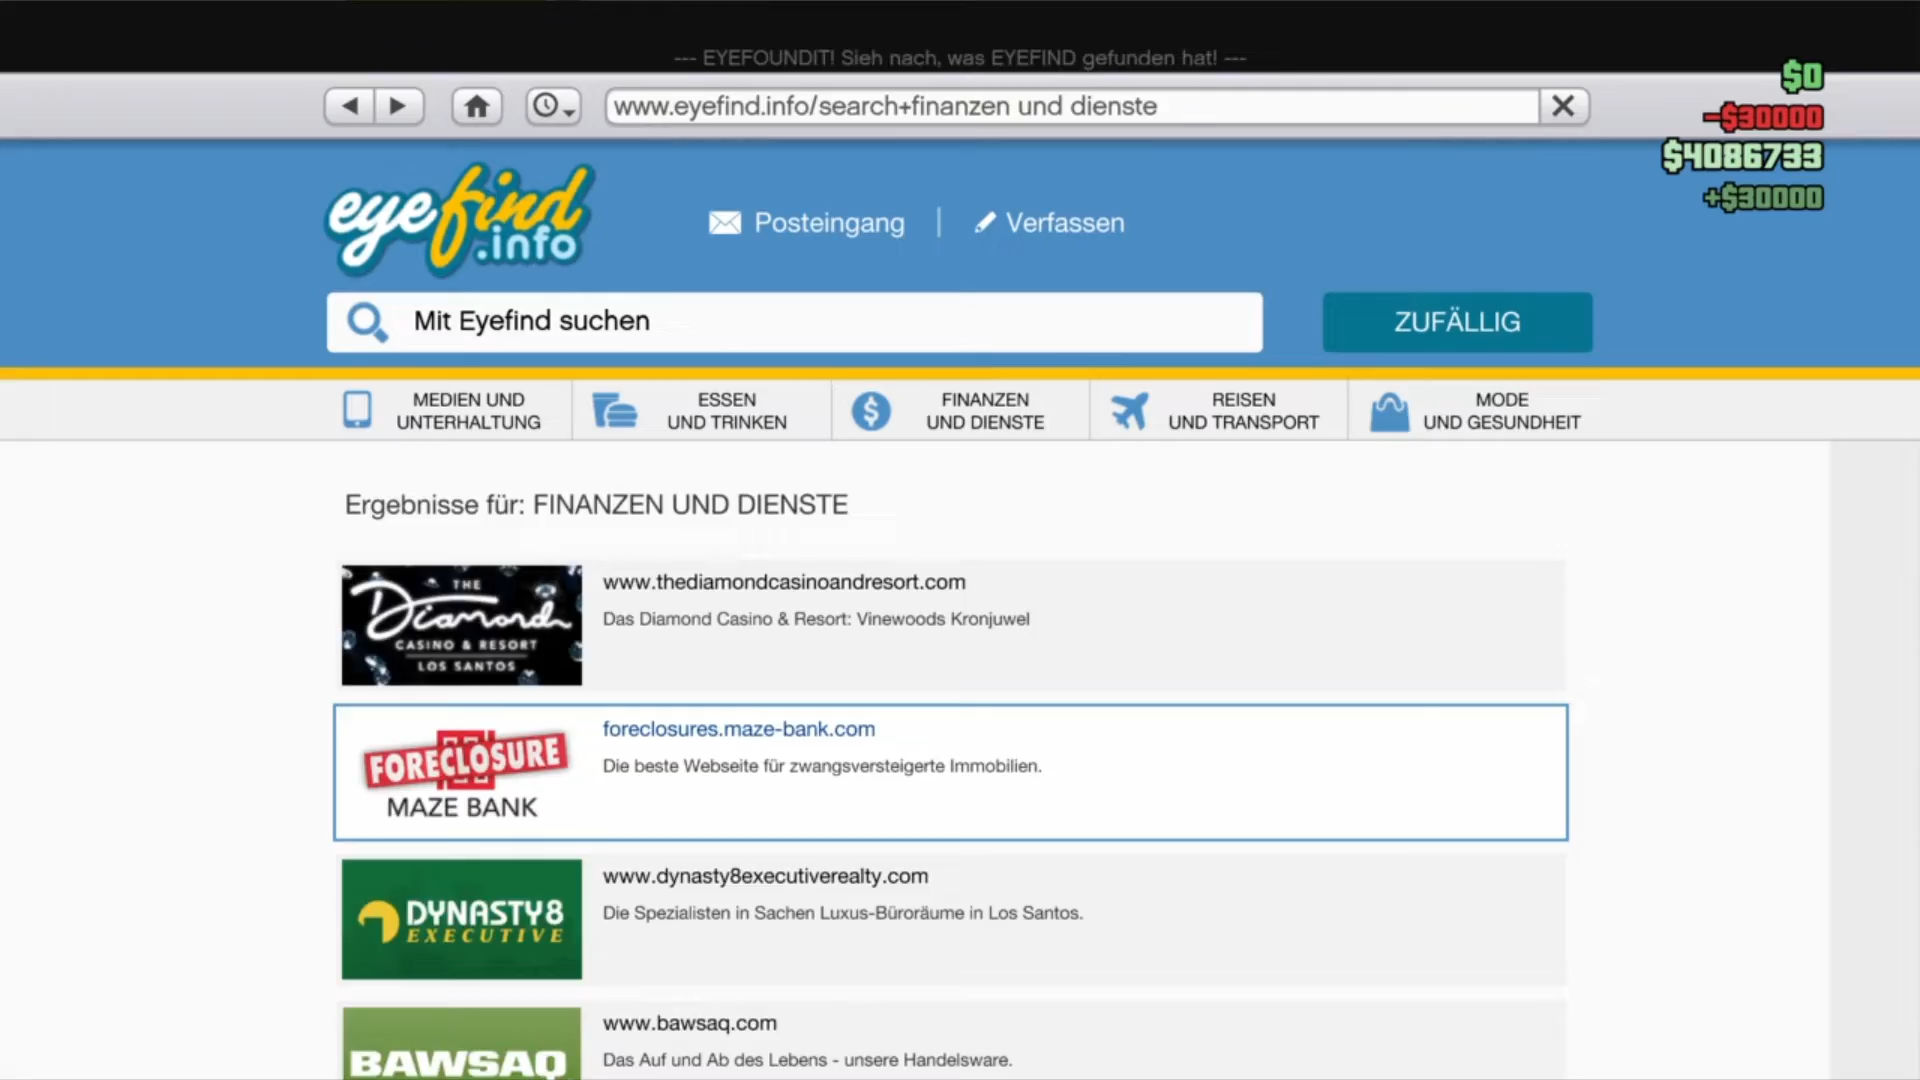 --- EYEFOUNDIT! Sieh nach, was EYEFIND gefunden hat! ---
$0
www.eyefind.info/search+finanzen und dienste
-$30000
$4086733
+$30000
eyefind
.info
Posteingang
Verfassen
Mit Eyefind suchen
ZUFÄLLIG
MEDIEN UND
UNTERHALTUNG
ESSEN
UND TRINKEN
FINANZEN
UND DIENSTE
REISEN
UND TRANSPORT
MODE
UND GESUNDHEIT
Ergebnisse für: FINANZEN UND DIENSTE
THE
Diamond
CASINO & RESORT
LOS SANTOS
www.thediamondcasinoandresort.com
Das Diamond Casino & Resort: Vinewoods Kronjuwel
FORECLOSURE
MAZE BANK
foreclosures.maze-bank.com
Die beste Webseite für zwangsversteigerte Immobilien.
DYNASTY8
EXECUTIVE
www.dynasty8executiverealty.com
Die Spezialisten in Sachen Luxus-Büroräume in Los Santos.
BAWSAQ
www.bawsaq.com
Das Auf und Ab des Lebens - unsere Handelsware.